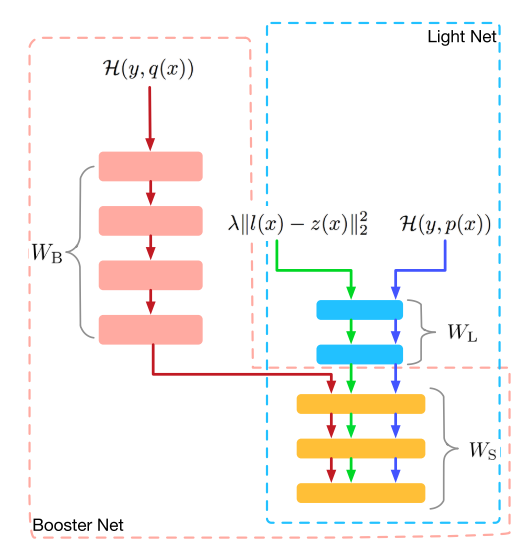 Light Net
ℋ(y, q(x))
λ‖l(x) − z(x)‖₂²
ℋ(y, p(x))
W_B
W_L
W_S
Booster Net